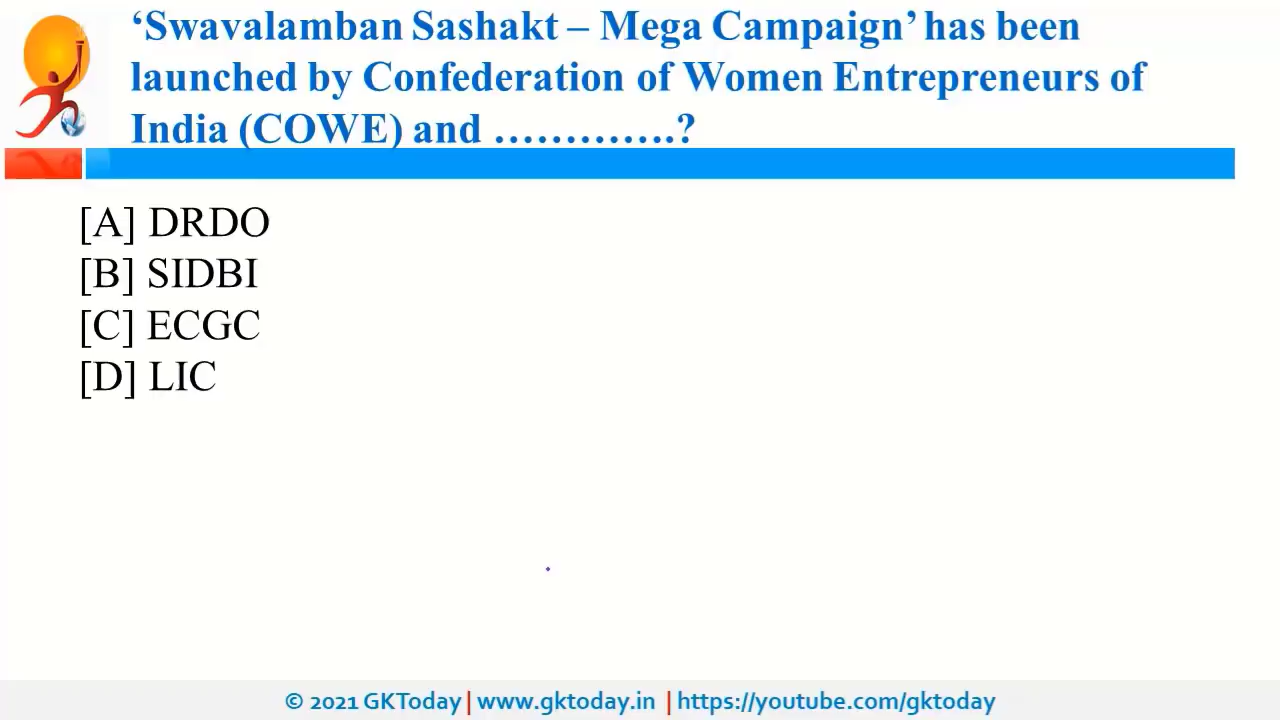 ‘Swavalamban Sashakt – Mega Campaign’ has been
launched by Confederation of Women Entrepreneurs of
India (COWE) and ………….?
[A] DRDO
[B] SIDBI
[C] ECGC
[D] LIC
© 2021 GKToday | www.gktoday.in | https://youtube.com/gktoday